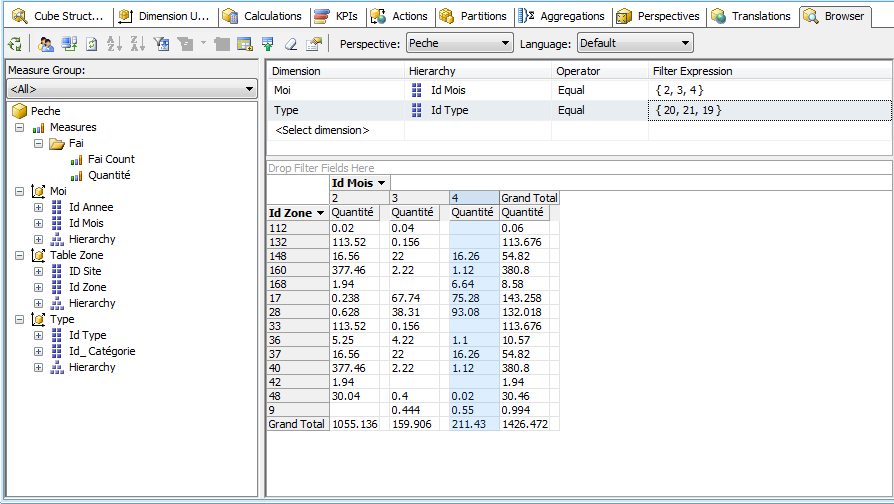 Cube Struct... Dimension U... Calculations KPIs Actions Partitions Aggregations Perspectives Translations Browser
Perspective: Peche Language: Default
Measure Group:
<All>
Peche
Measures
Fai
Fai Count
Quantité
Moi
Id Annee
Id Mois
Hierarchy
Table Zone
ID Site
Id Zone
Hierarchy
Type
Id Type
Id_ Catégorie
Hierarchy
Dimension Hierarchy Operator Filter Expression
Moi Id Mois Equal { 2, 3, 4 }
Type Id Type Equal { 20, 21, 19 }
<Select dimension>
Drop Filter Fields Here
Id Mois
2 3 4 Grand Total
Id Zone Quantité Quantité Quantité Quantité
112 0.02 0.04 0.06
132 113.52 0.156 113.676
148 16.56 22 16.26 54.82
160 377.46 2.22 1.12 380.8
168 1.94 6.64 8.58
17 0.238 67.74 75.28 143.258
28 0.628 38.31 93.08 132.018
33 113.52 0.156 113.676
36 5.25 4.22 1.1 10.57
37 16.56 22 16.26 54.82
40 377.46 2.22 1.12 380.8
42 1.94 1.94
48 30.04 0.4 0.02 30.46
9 0.444 0.55 0.994
Grand Total 1055.136 159.906 211.43 1426.472